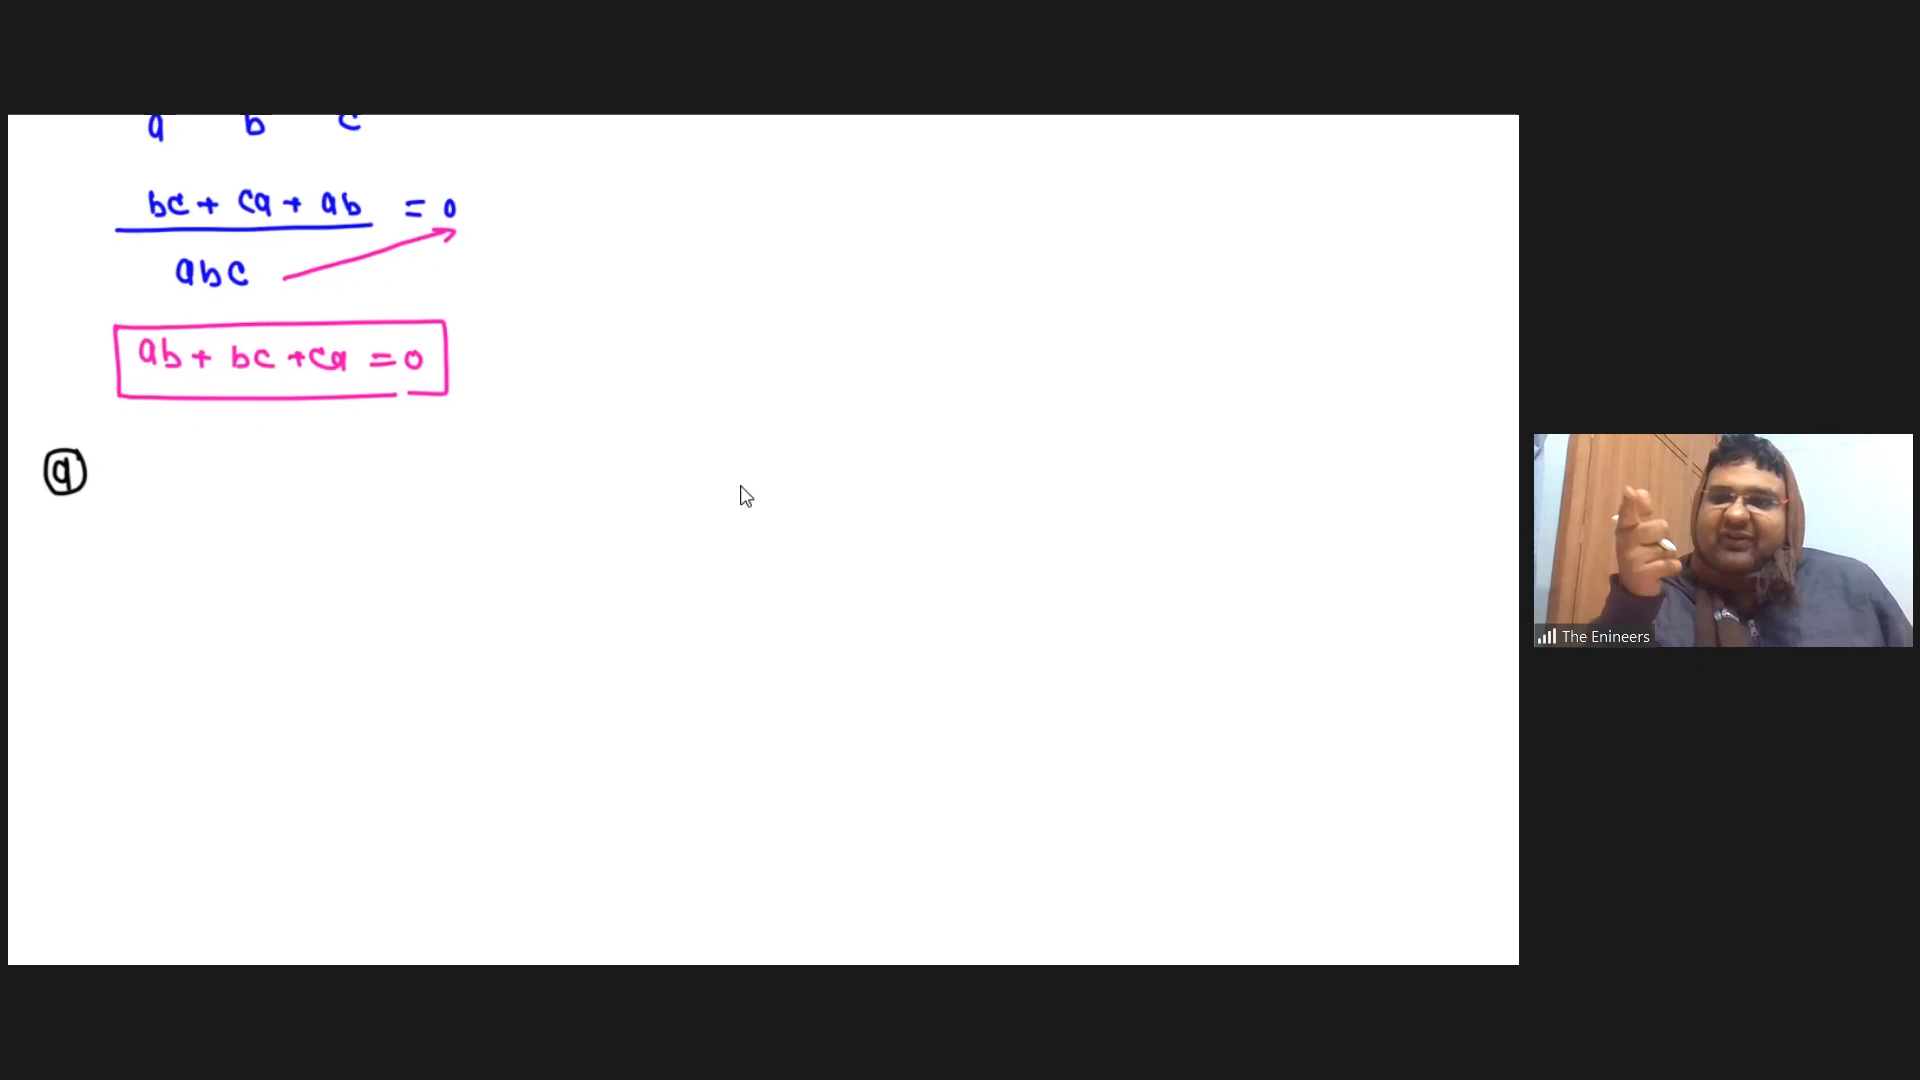 a b c
bc + ca + ab = 0
abc
ab + bc + ca = 0
q
The Enineers